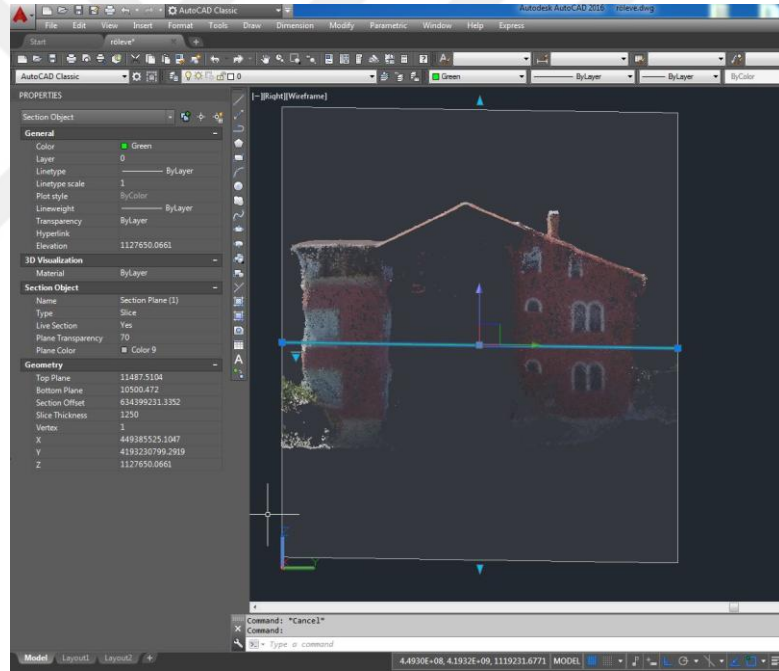 AutoCAD Classic
Autodesk AutoCAD 2016 röleve.dwg
File Edit View Insert Format Tools Draw Dimension Modify Parametric Window Help Express
Start röleve*
AutoCAD Classic 0 Green ByLayer ByLayer ByColor
PROPERTIES
[−][Right][Wireframe]
Section Object
General
Color Green
Layer 0
Linetype ByLayer
Linetype scale 1
Plot style ByColor
Lineweight ByLayer
Transparency ByLayer
Hyperlink
Elevation 1127650.0661
3D Visualization
Material ByLayer
Section Object
Name Section Plane (1)
Type Slice
Live Section Yes
Plane Transparency 70
Plane Color Color 9
Geometry
Top Plane 11487.5104
Bottom Plane 10500.472
Section Offset 634399231.3352
Slice Thickness 1250
Vertex 1
X 449385525.1047
Y 4193230799.2919
Z 1127650.0661
Z
Y
Command: *Cancel*
Command:
Type a command
Model Layout1 Layout2 +
4.4930E+08, 4.1932E+09, 1119231.6771 MODEL